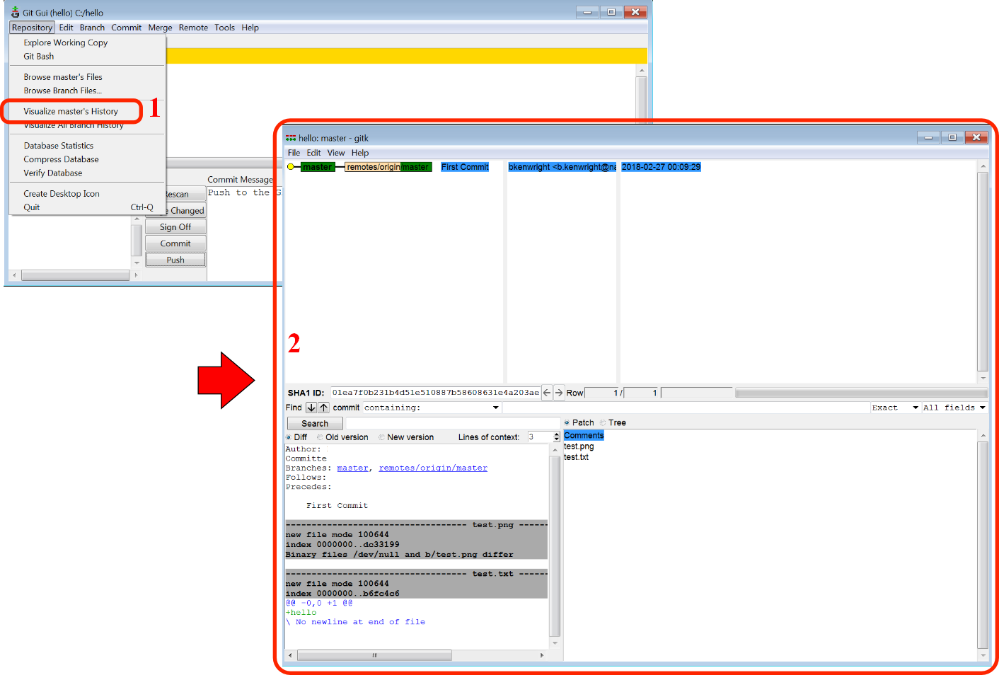 Git Gui (hello) C:/hello
Repository Edit Branch Commit Merge Remote Tools Help
Explore Working Copy
Git Bash
Browse master's Files
Browse Branch Files...
Visualize master's History
1
Visualize All Branch History
Database Statistics
Compress Database
Verify Database
Create Desktop Icon
Quit Ctrl-Q
Commit Message
Push to the G
Rescan
Changed
Sign Off
Commit
Push
2
hello: master - gitk
File Edit View Help
master remotes/origin/master First Commit bkenwright <b.kenwright@na 2018-02-27 00:09:29
SHA1 ID: 01ea7f0b231b4d51e510887b58608631e4a203ae Row 1 / 1
Find commit containing: Exact All fields
Search
Patch Tree
Diff Old version New version Lines of context: 3
Comments
test.png
test.txt
Author:
Committe
Branches: master, remotes/origin/master
Follows:
Precedes:
First Commit
----------------------------------- test.png ------
new file mode 100644
index 0000000..dc33199
Binary files /dev/null and b/test.png differ
----------------------------------- test.txt ------
new file mode 100644
index 0000000..b6fc4c6
@@ -0,0 +1 @@
+hello
\ No newline at end of file